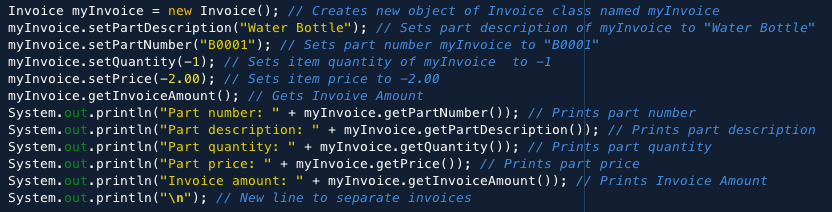 Invoice myInvoice = new Invoice(); // Creates new object of Invoice class named myInvoice
myInvoice.setPartDescription("Water Bottle"); // Sets part description of myInvoice to "Water Bottle"
myInvoice.setPartNumber("B0001"); // Sets part number myInvoice to "B0001"
myInvoice.setQuantity(-1); // Sets item quantity of myInvoice  to -1
myInvoice.setPrice(-2.00); // Sets item price to -2.00
myInvoice.getInvoiceAmount(); // Gets Invoive Amount
System.out.println("Part number: " + myInvoice.getPartNumber()); // Prints part number
System.out.println("Part description: " + myInvoice.getPartDescription()); // Prints part description
System.out.println("Part quantity: " + myInvoice.getQuantity()); // Prints part quantity
System.out.println("Part price: " + myInvoice.getPrice()); // Prints part price
System.out.println("Invoice amount: " + myInvoice.getInvoiceAmount()); // Prints Invoice Amount
System.out.println("\n"); // New line to separate invoices